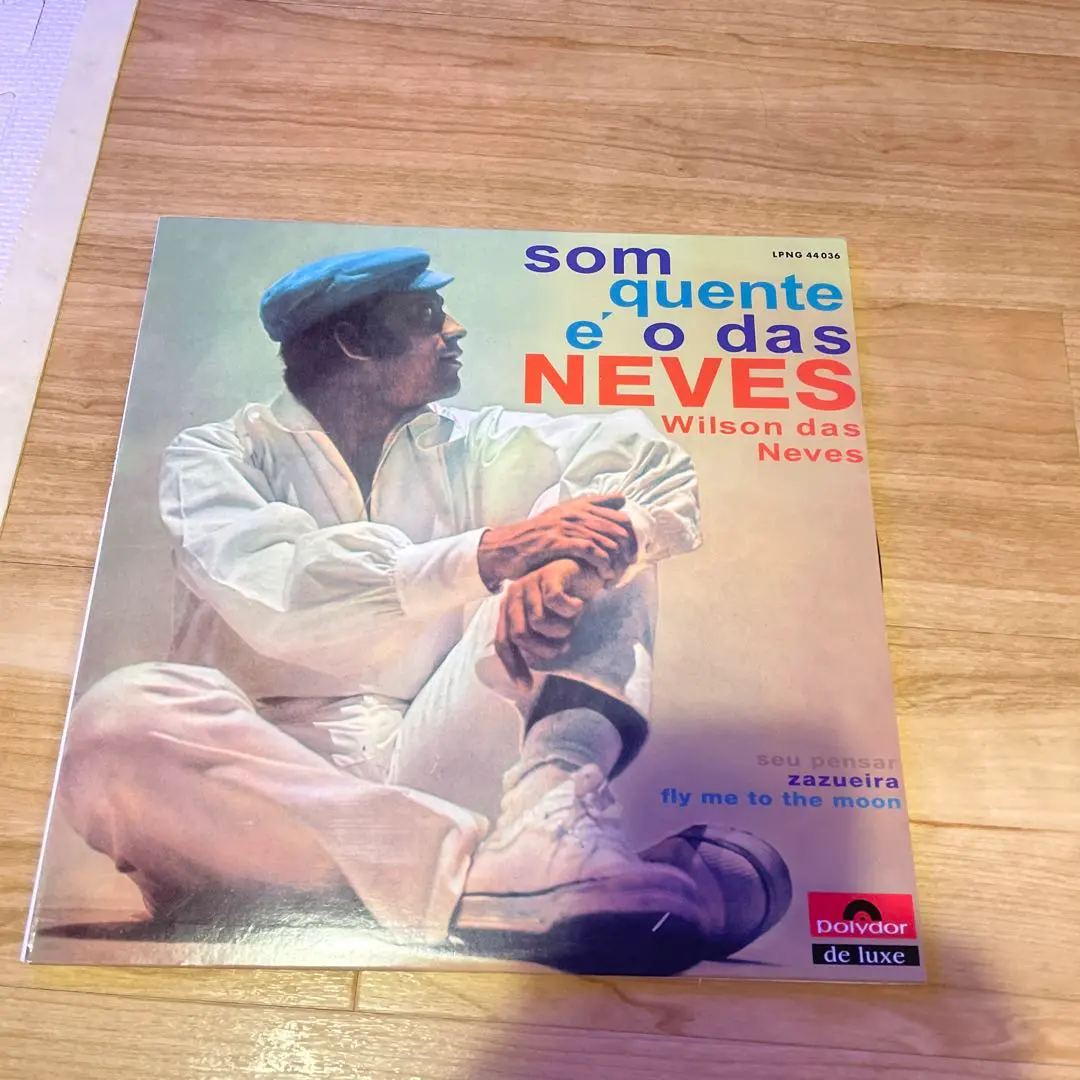 LPNG 44036
som
quente
e´ o das
NEVES
Wilson das
Neves
seu pensar
zazueira
fly me to the moon
polydor
de luxe